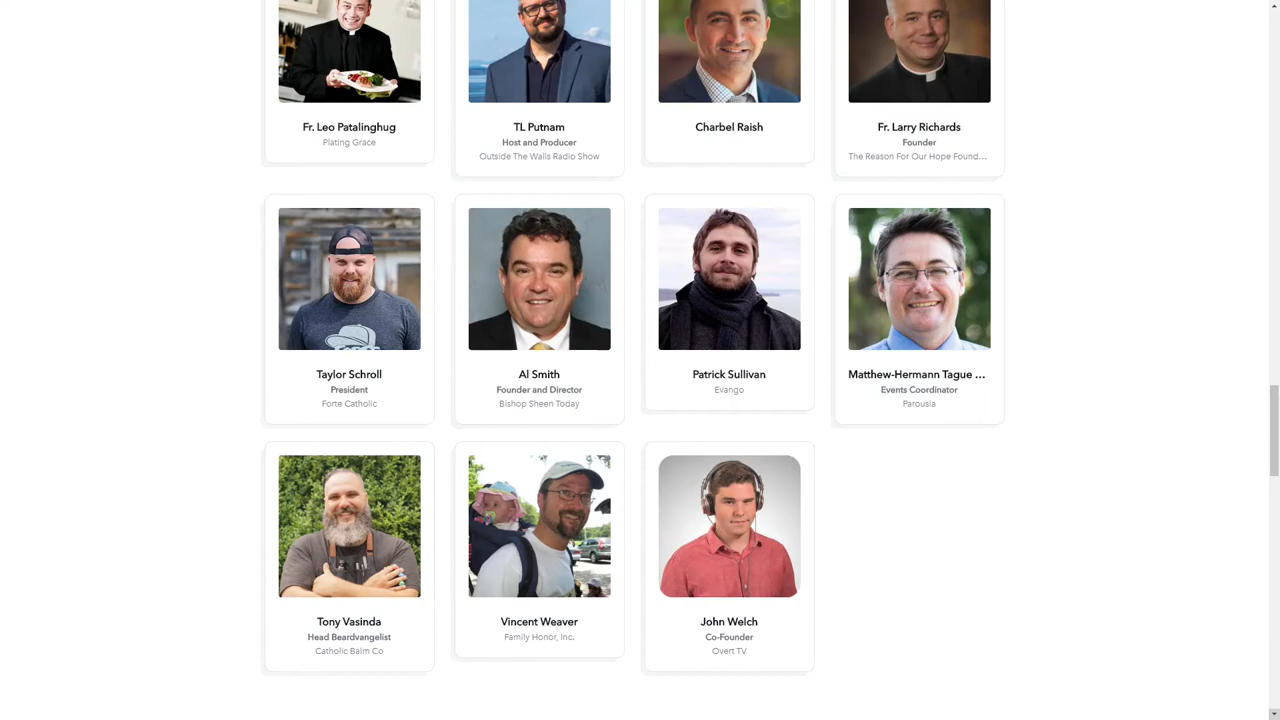 Fr. Leo Patalinghug
Plating Grace
TL Putnam
Host and Producer
Outside The Walls Radio Show
Charbel Raish
Fr. Larry Richards
Founder
The Reason For Our Hope Found...
Taylor Schroll
President
Forte Catholic
Al Smith
Founder and Director
Bishop Sheen Today
Patrick Sullivan
Evango
Matthew-Hermann Tague ...
Events Coordinator
Parousia
Tony Vasinda
Head Beardvangelist
Catholic Balm Co
Vincent Weaver
Family Honor, Inc.
John Welch
Co-Founder
Overt TV